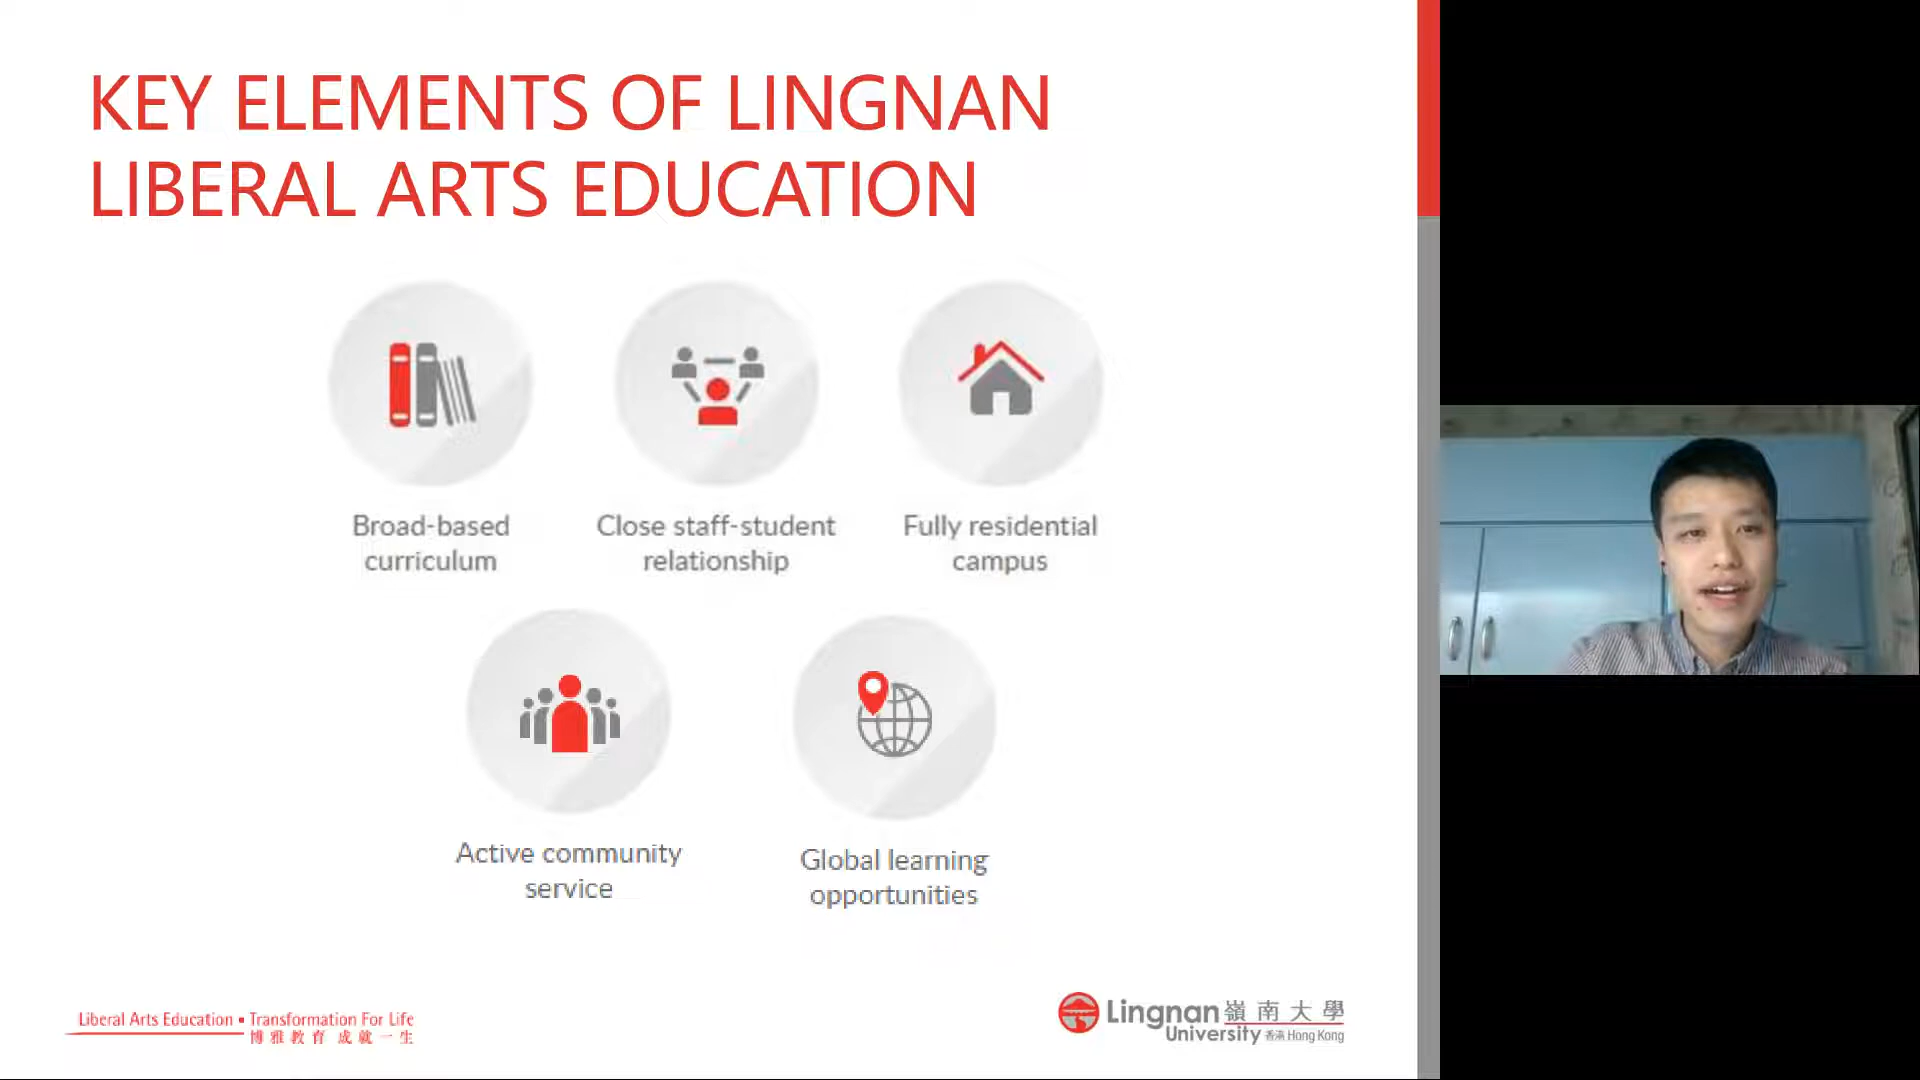 KEY ELEMENTS OF LINGNAN
LIBERAL ARTS EDUCATION
Broad-based
curriculum
Close staff-student
relationship
Fully residential
campus
Active community
service
Global learning
opportunities
Liberal Arts Education ▪ Transformation For Life
博雅教育 成就一生
Lingnan 嶺南大學
University 香港 Hong Kong